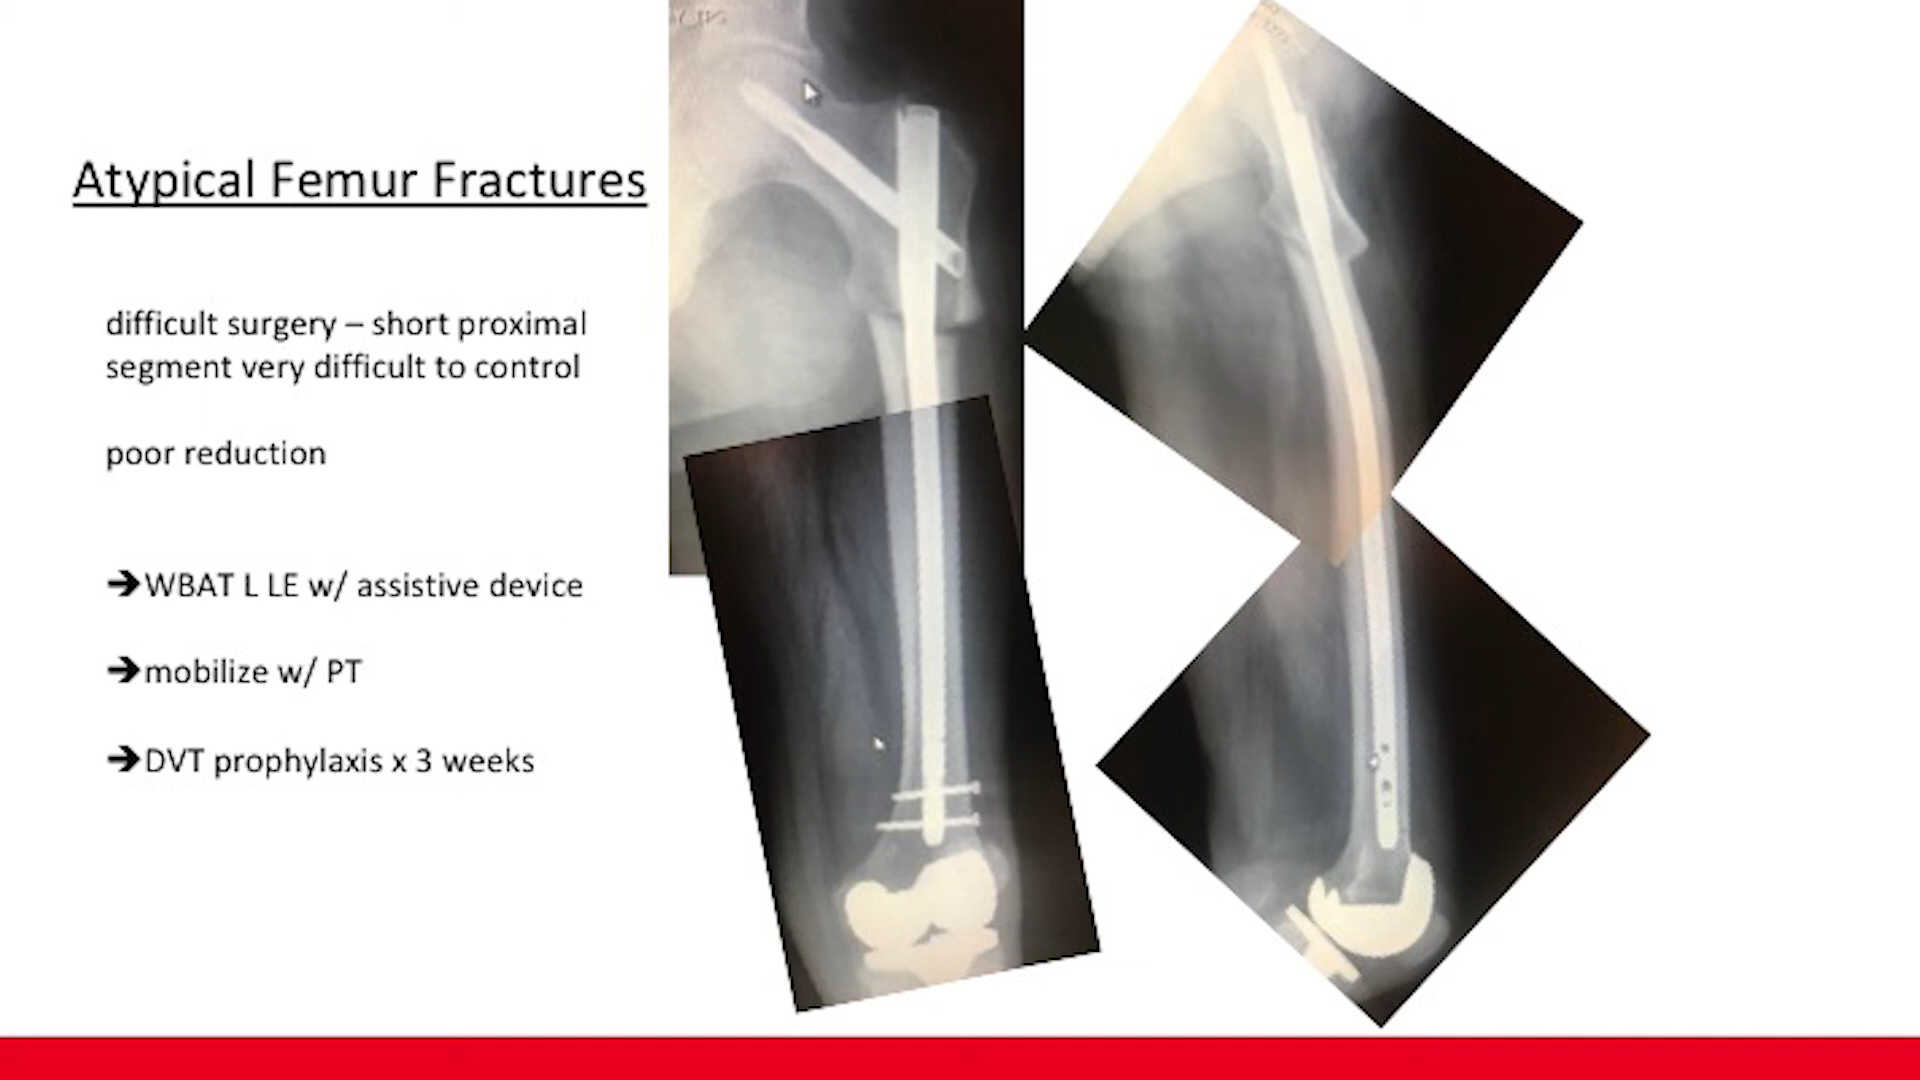 Atypical Femur Fractures
difficult surgery – short proximal
segment very difficult to control
poor reduction
➔WBAT L LE w/ assistive device
➔mobilize w/ PT
➔DVT prophylaxis x 3 weeks